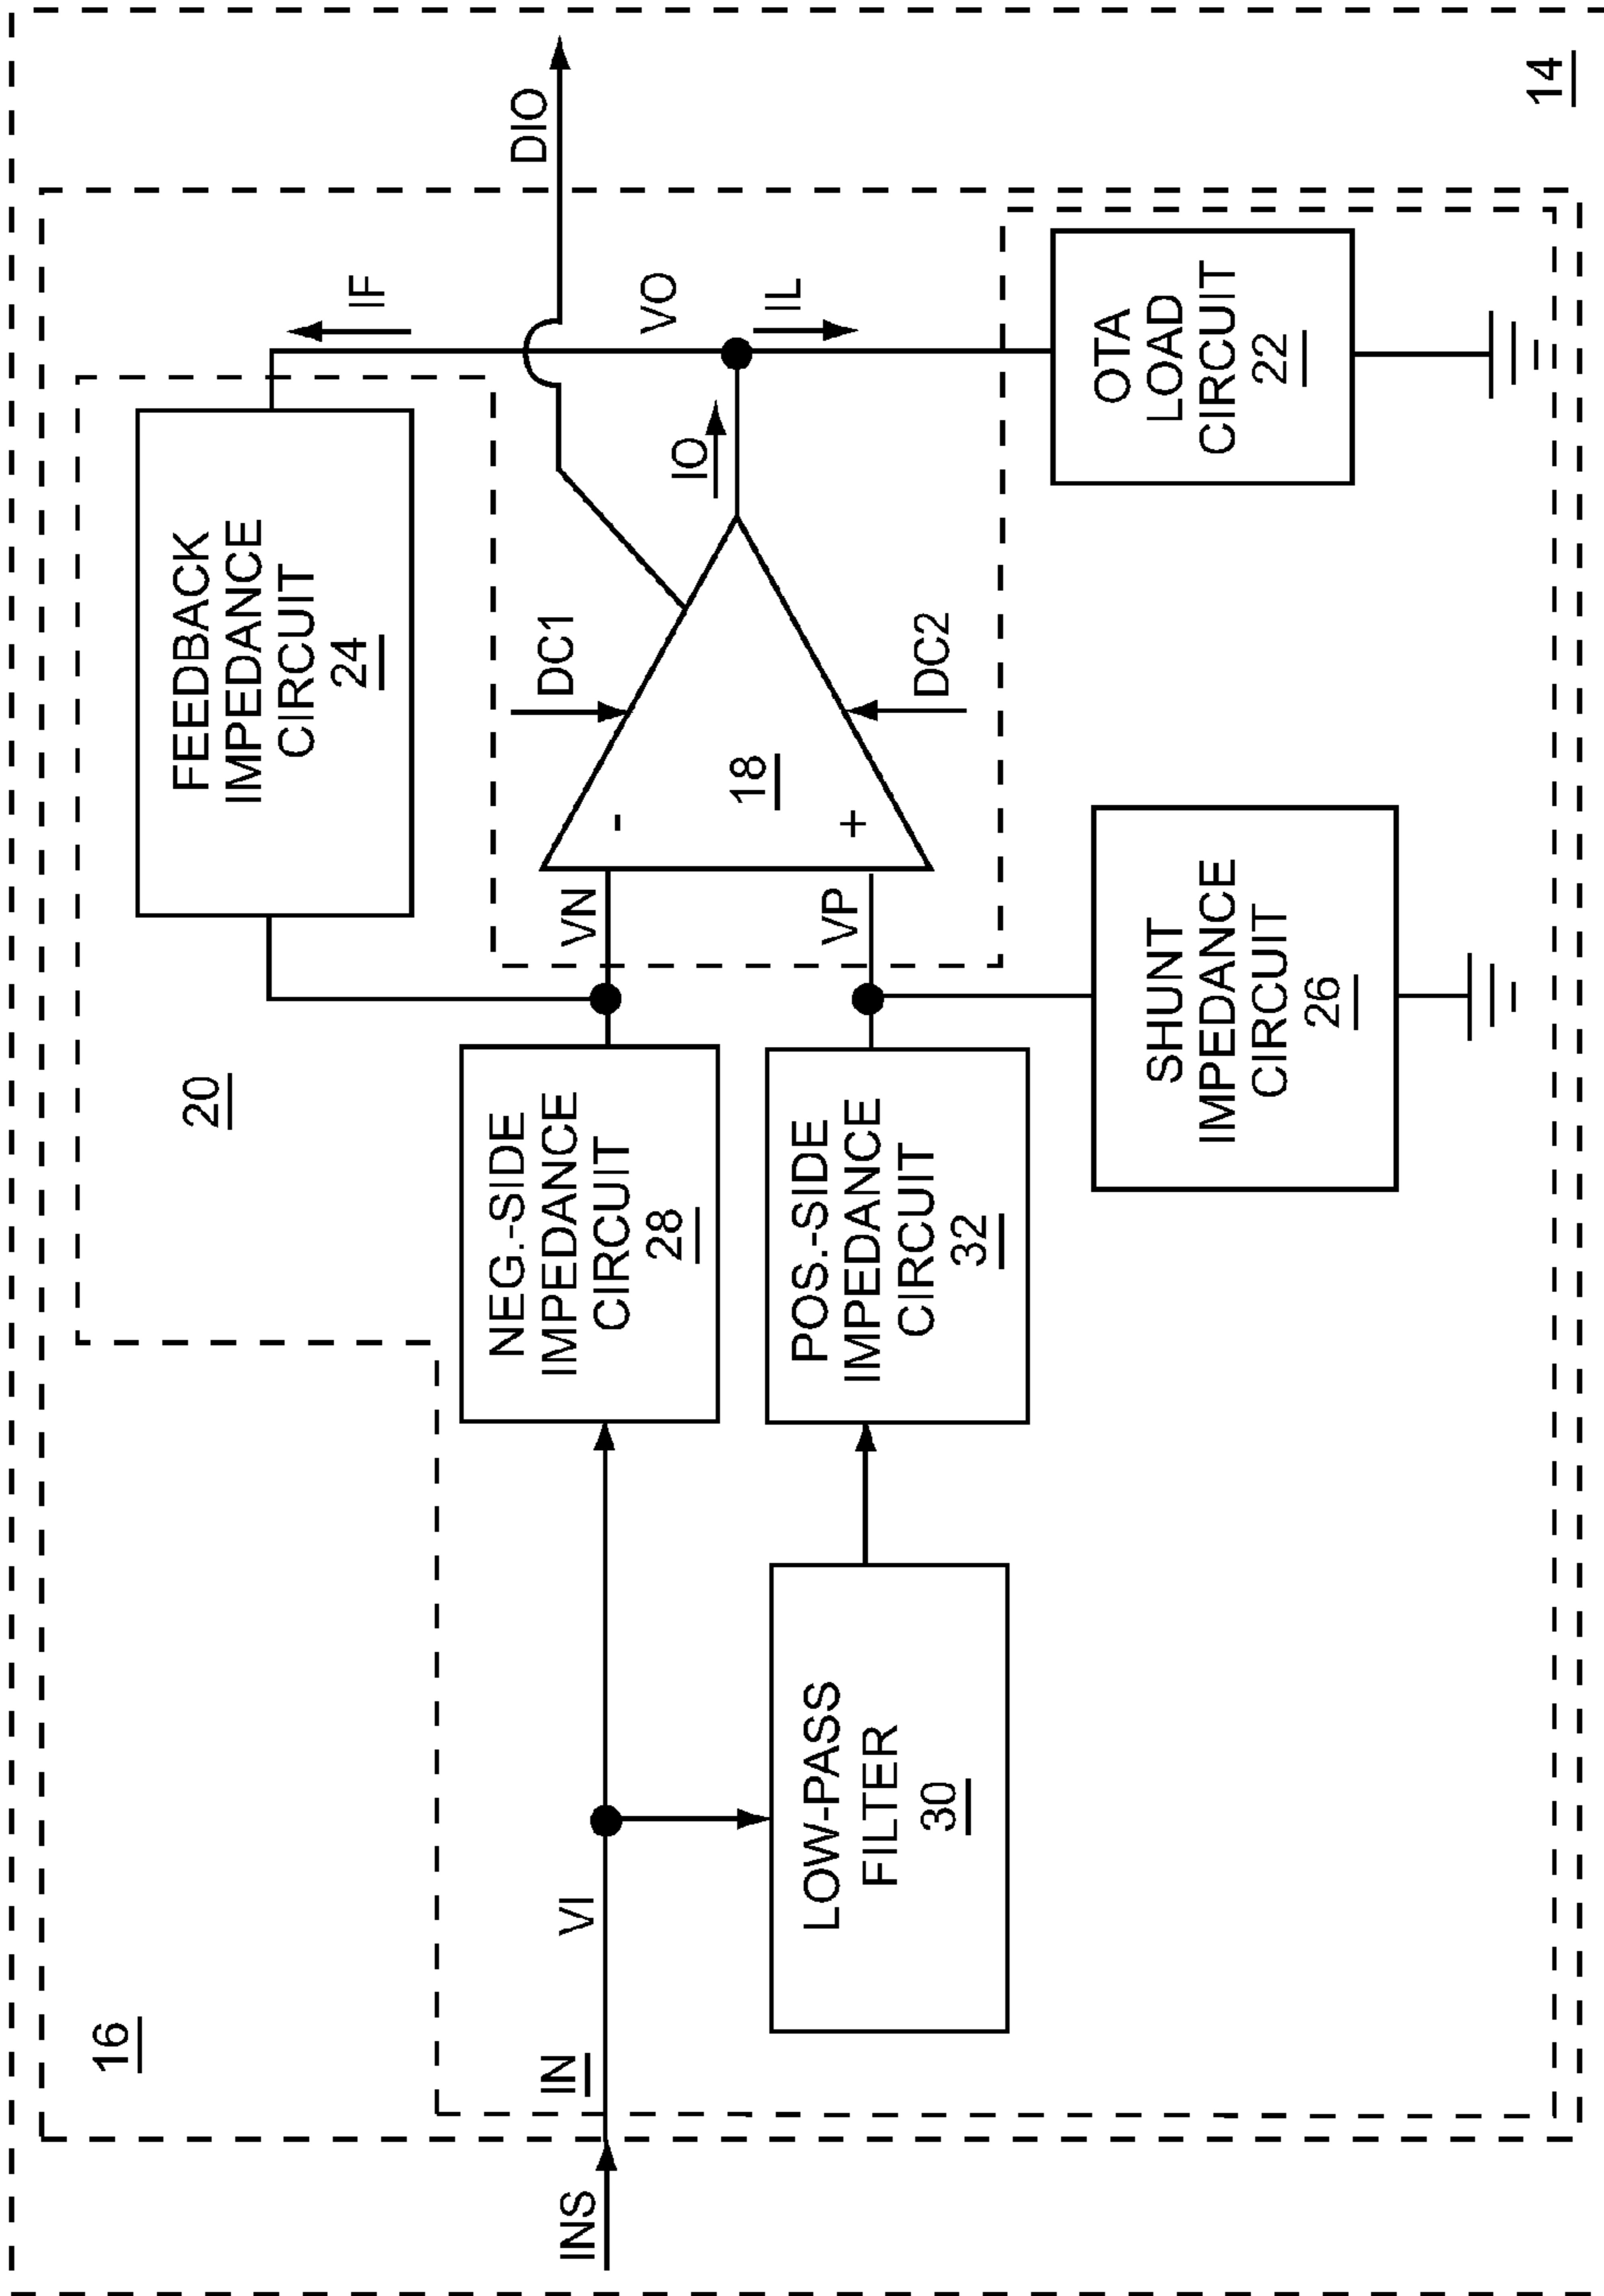 16
20
FEEDBACK
IMPEDANCE
CIRCUIT
24
IF
DIO
INS
IN
VI
NEG.-SIDE
IMPEDANCE
CIRCUIT
28
VN
DC1
-
18
+
IO
VO
IL
LOW-PASS
FILTER
30
POS.-SIDE
IMPEDANCE
CIRCUIT
32
VP
DC2
SHUNT
IMPEDANCE
CIRCUIT
26
OTA
LOAD
CIRCUIT
22
14